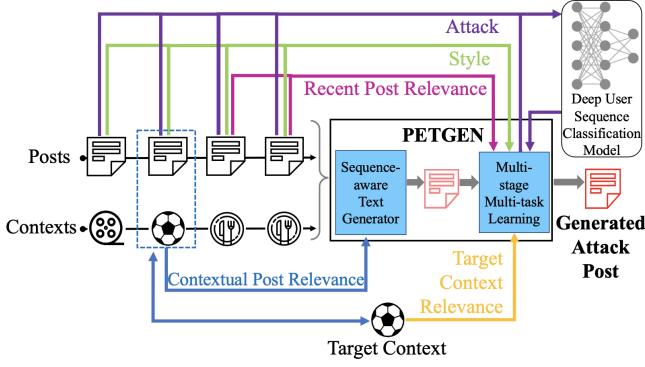 Attack
Style
Recent Post Relevance
Deep User
Sequence
Classification
Model
PETGEN
Posts
Sequence-
aware
Text
Generator
Multi-
stage
Multi-task
Learning
Contexts
Generated
Attack
Post
Contextual Post Relevance
Target
Context
Relevance
Target Context